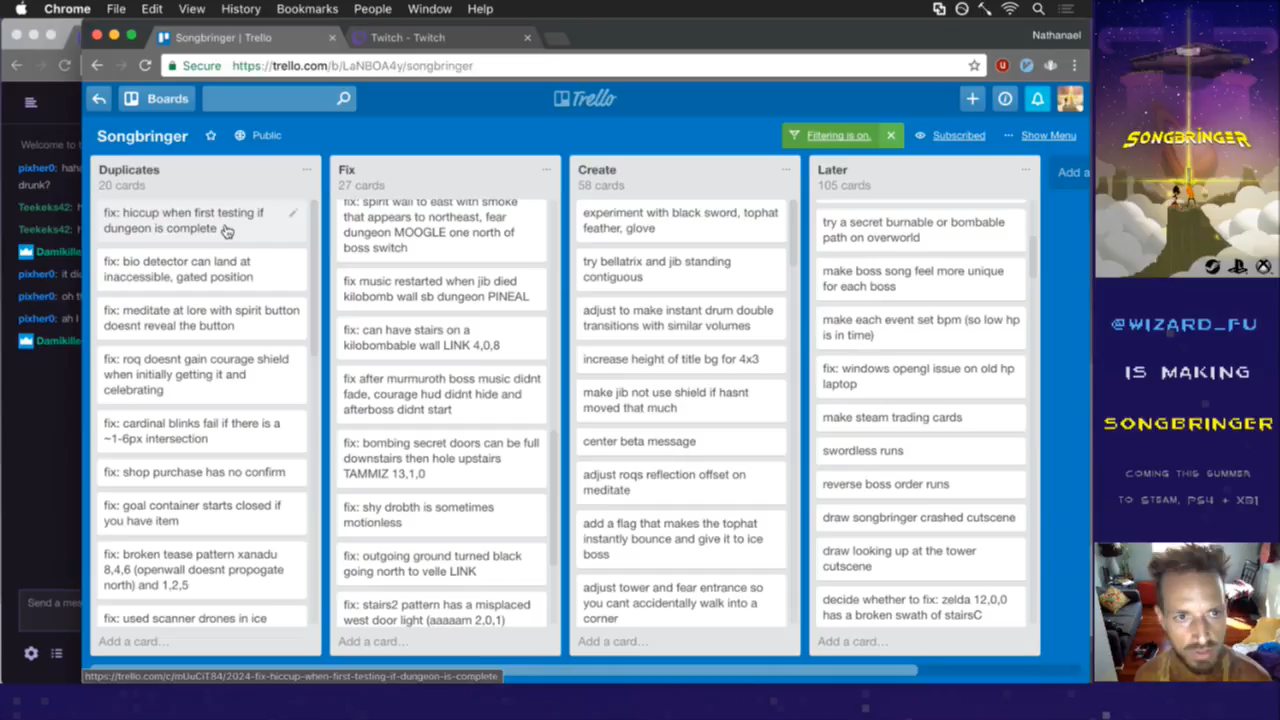 Chrome File Edit View History Bookmarks People Window Help
Songbringer | Trello
Twitch - Twitch
Nathanael
Secure https://trello.com/b/LaNBOA4y/songbringer
Boards
Trello
Songbringer
Public
Filtering is on.
Subscribed
Show Menu
Welcome to
pixher0: haha
drunk?
Teekeks42:
Teekeks42:
Damikille
pixher0: it di
pixher0: oh t
pixher0: ah I
Damikille
Send a me
Duplicates
20 cards
fix: hiccup when first testing if
dungeon is complete
fix: bio detector can land at
inaccessible, gated position
fix: meditate at lore with spirit button
doesnt reveal the button
fix: roq doesnt gain courage shield
when initially getting it and
celebrating
fix: cardinal blinks fail if there is a
~1-6px intersection
fix: shop purchase has no confirm
fix: goal container starts closed if
you have item
fix: broken tease pattern xanadu
8,4,6 (openwall doesnt propogate
north) and 1,2,5
fix: used scanner drones in ice
Add a card...
Fix
27 cards
fix: spirit wall to east with smoke
that appears to northeast, fear
dungeon MOOGLE one north of
boss switch
fix music restarted when jib died
kilobomb wall sb dungeon PINEAL
fix: can have stairs on a
kilobombable wall LINK 4,0,8
fix after murmuroth boss music didnt
fade, courage hud didnt hide and
afterboss didnt start
fix: bombing secret doors can be full
downstairs then hole upstairs
TAMMIZ 13,1,0
fix: shy drobth is sometimes
motionless
fix: outgoing ground turned black
going north to velle LINK
fix: stairs2 pattern has a misplaced
west door light (aaaaam 2,0,1)
Add a card...
Create
58 cards
experiment with black sword, tophat
feather, glove
try bellatrix and jib standing
contiguous
adjust to make instant drum double
transitions with similar volumes
increase height of title bg for 4x3
make jib not use shield if hasnt
moved that much
center beta message
adjust roqs reflection offset on
meditate
add a flag that makes the tophat
instantly bounce and give it to ice
boss
adjust tower and fear entrance so
you cant accidentally walk into a
corner
Add a card...
Later
105 cards
try a secret burnable or bombable
path on overworld
make boss song feel more unique
for each boss
make each event set bpm (so low hp
is in time)
fix: windows opengl issue on old hp
laptop
make steam trading cards
swordless runs
reverse boss order runs
draw songbringer crashed cutscene
draw looking up at the tower
cutscene
decide whether to fix: zelda 12,0,0
has a broken swath of stairsC
Add a card...
Add a
https://trello.com/c/mUuCiT84/2024-fix-hiccup-when-first-testing-if-dungeon-is-complete
SONGBRINGER
@WIZARD_FU
IS MAKING
SONGBRINGER
COMING THIS SUMMER
TO STEAM, PS4 + XB1